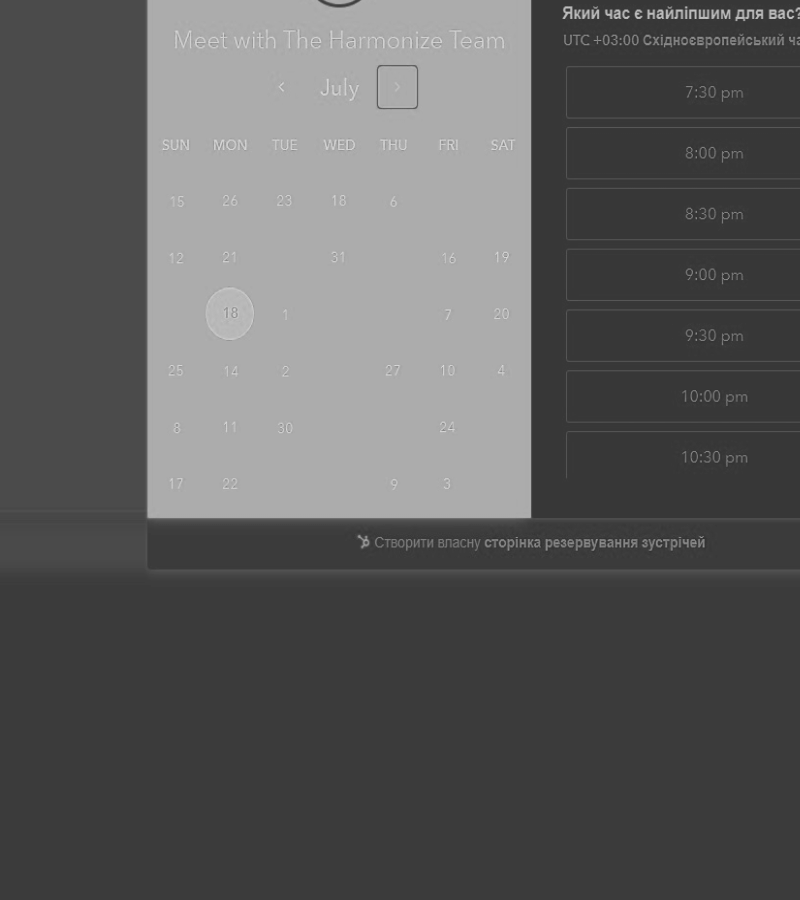 Meet with The Harmonize Team
July
SUN MON TUE WED THU FRI SAT
15 26 23 18 6
12 21 31 16 19
18 1 7 20
25 14 2 27 10 4
8 11 30 24
17 22 9 3
Який час є найліпшим для вас?
UTC +03:00 Східноєвропейський
7:30 pm
8:00 pm
8:30 pm
9:00 pm
9:30 pm
10:00 pm
10:30 pm
Створити власну сторінка резервування зустрічей